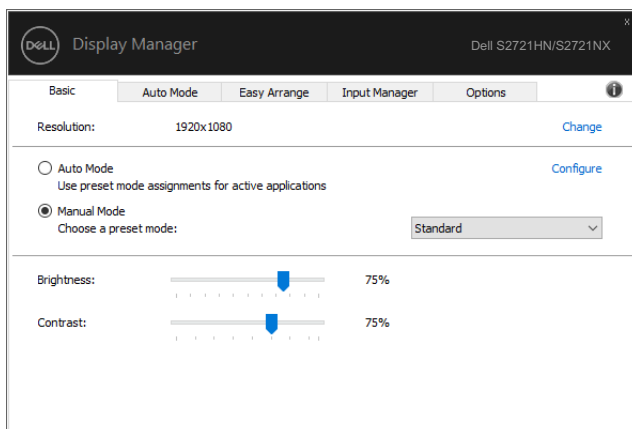 x
DELL Display Manager Dell S2721HN/S2721NX
Basic Auto Mode Easy Arrange Input Manager Options
Resolution: 1920x1080 Change
Auto Mode Configure
Use preset mode assignments for active applications
Manual Mode
Choose a preset mode: Standard
Brightness: 75%
Contrast: 75%